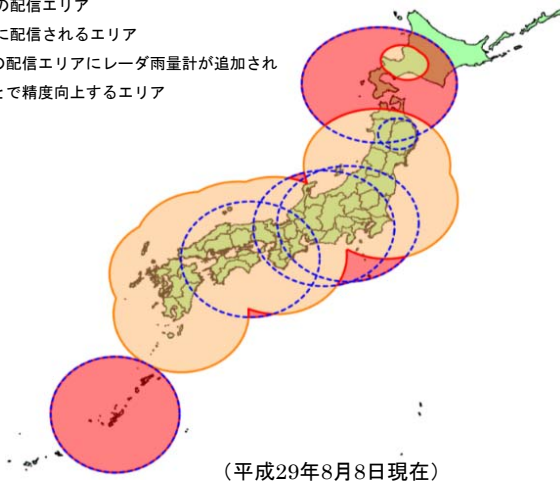 の配信エリア
に配信されるエリア
の配信エリアにレーダ雨量計が追加され
とで精度向上するエリア
（平成29年8月8日現在）